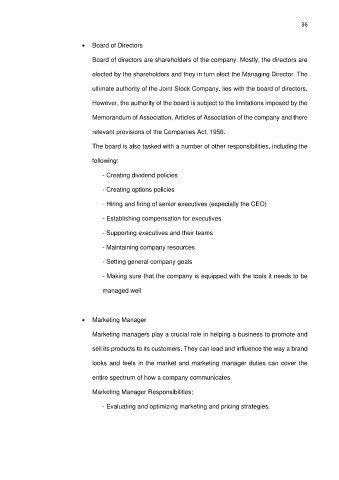 36
• Board of Directors
Board of directors are shareholders of the company. Mostly, the directors are
elected by the shareholders and they in turn elect the Managing Director. The
ultimate authority of the Joint Stock Company, lies with the board of directors.
However, the authority of the board is subject to the limitations imposed by the
Memorandum of Association, Articles of Association of the company and there
relevant provisions of the Companies Act, 1956.
The board is also tasked with a number of other responsibilities, including the
following:
- Creating dividend policies
- Creating options policies
- Hiring and firing of senior executives (especially the CEO)
- Establishing compensation for executives
- Supporting executives and their teams
- Maintaining company resources
- Setting general company goals
- Making sure that the company is equipped with the tools it needs to be
managed well
• Marketing Manager
Marketing managers play a crucial role in helping a business to promote and
sell its products to its customers. They can lead and influence the way a brand
looks and feels in the market and marketing manager duties can cover the
entire spectrum of how a company communicates.
Marketing Manager Responsibilities;
- Evaluating and optimizing marketing and pricing strategies.